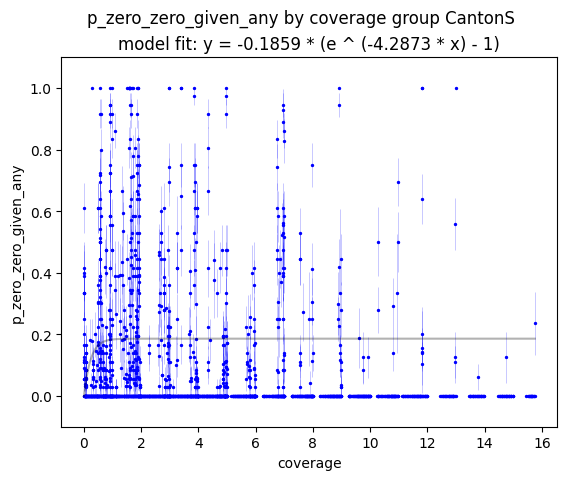 p_zero_zero_given_any by coverage group CantonS
model fit: y = -0.1859 * (e ^ (-4.2873 * x) - 1)
p_zero_zero_given_any
1.0
0.8
0.6
0.4
0.2
0.0
0 2 4 6 8 10 12 14 16
coverage